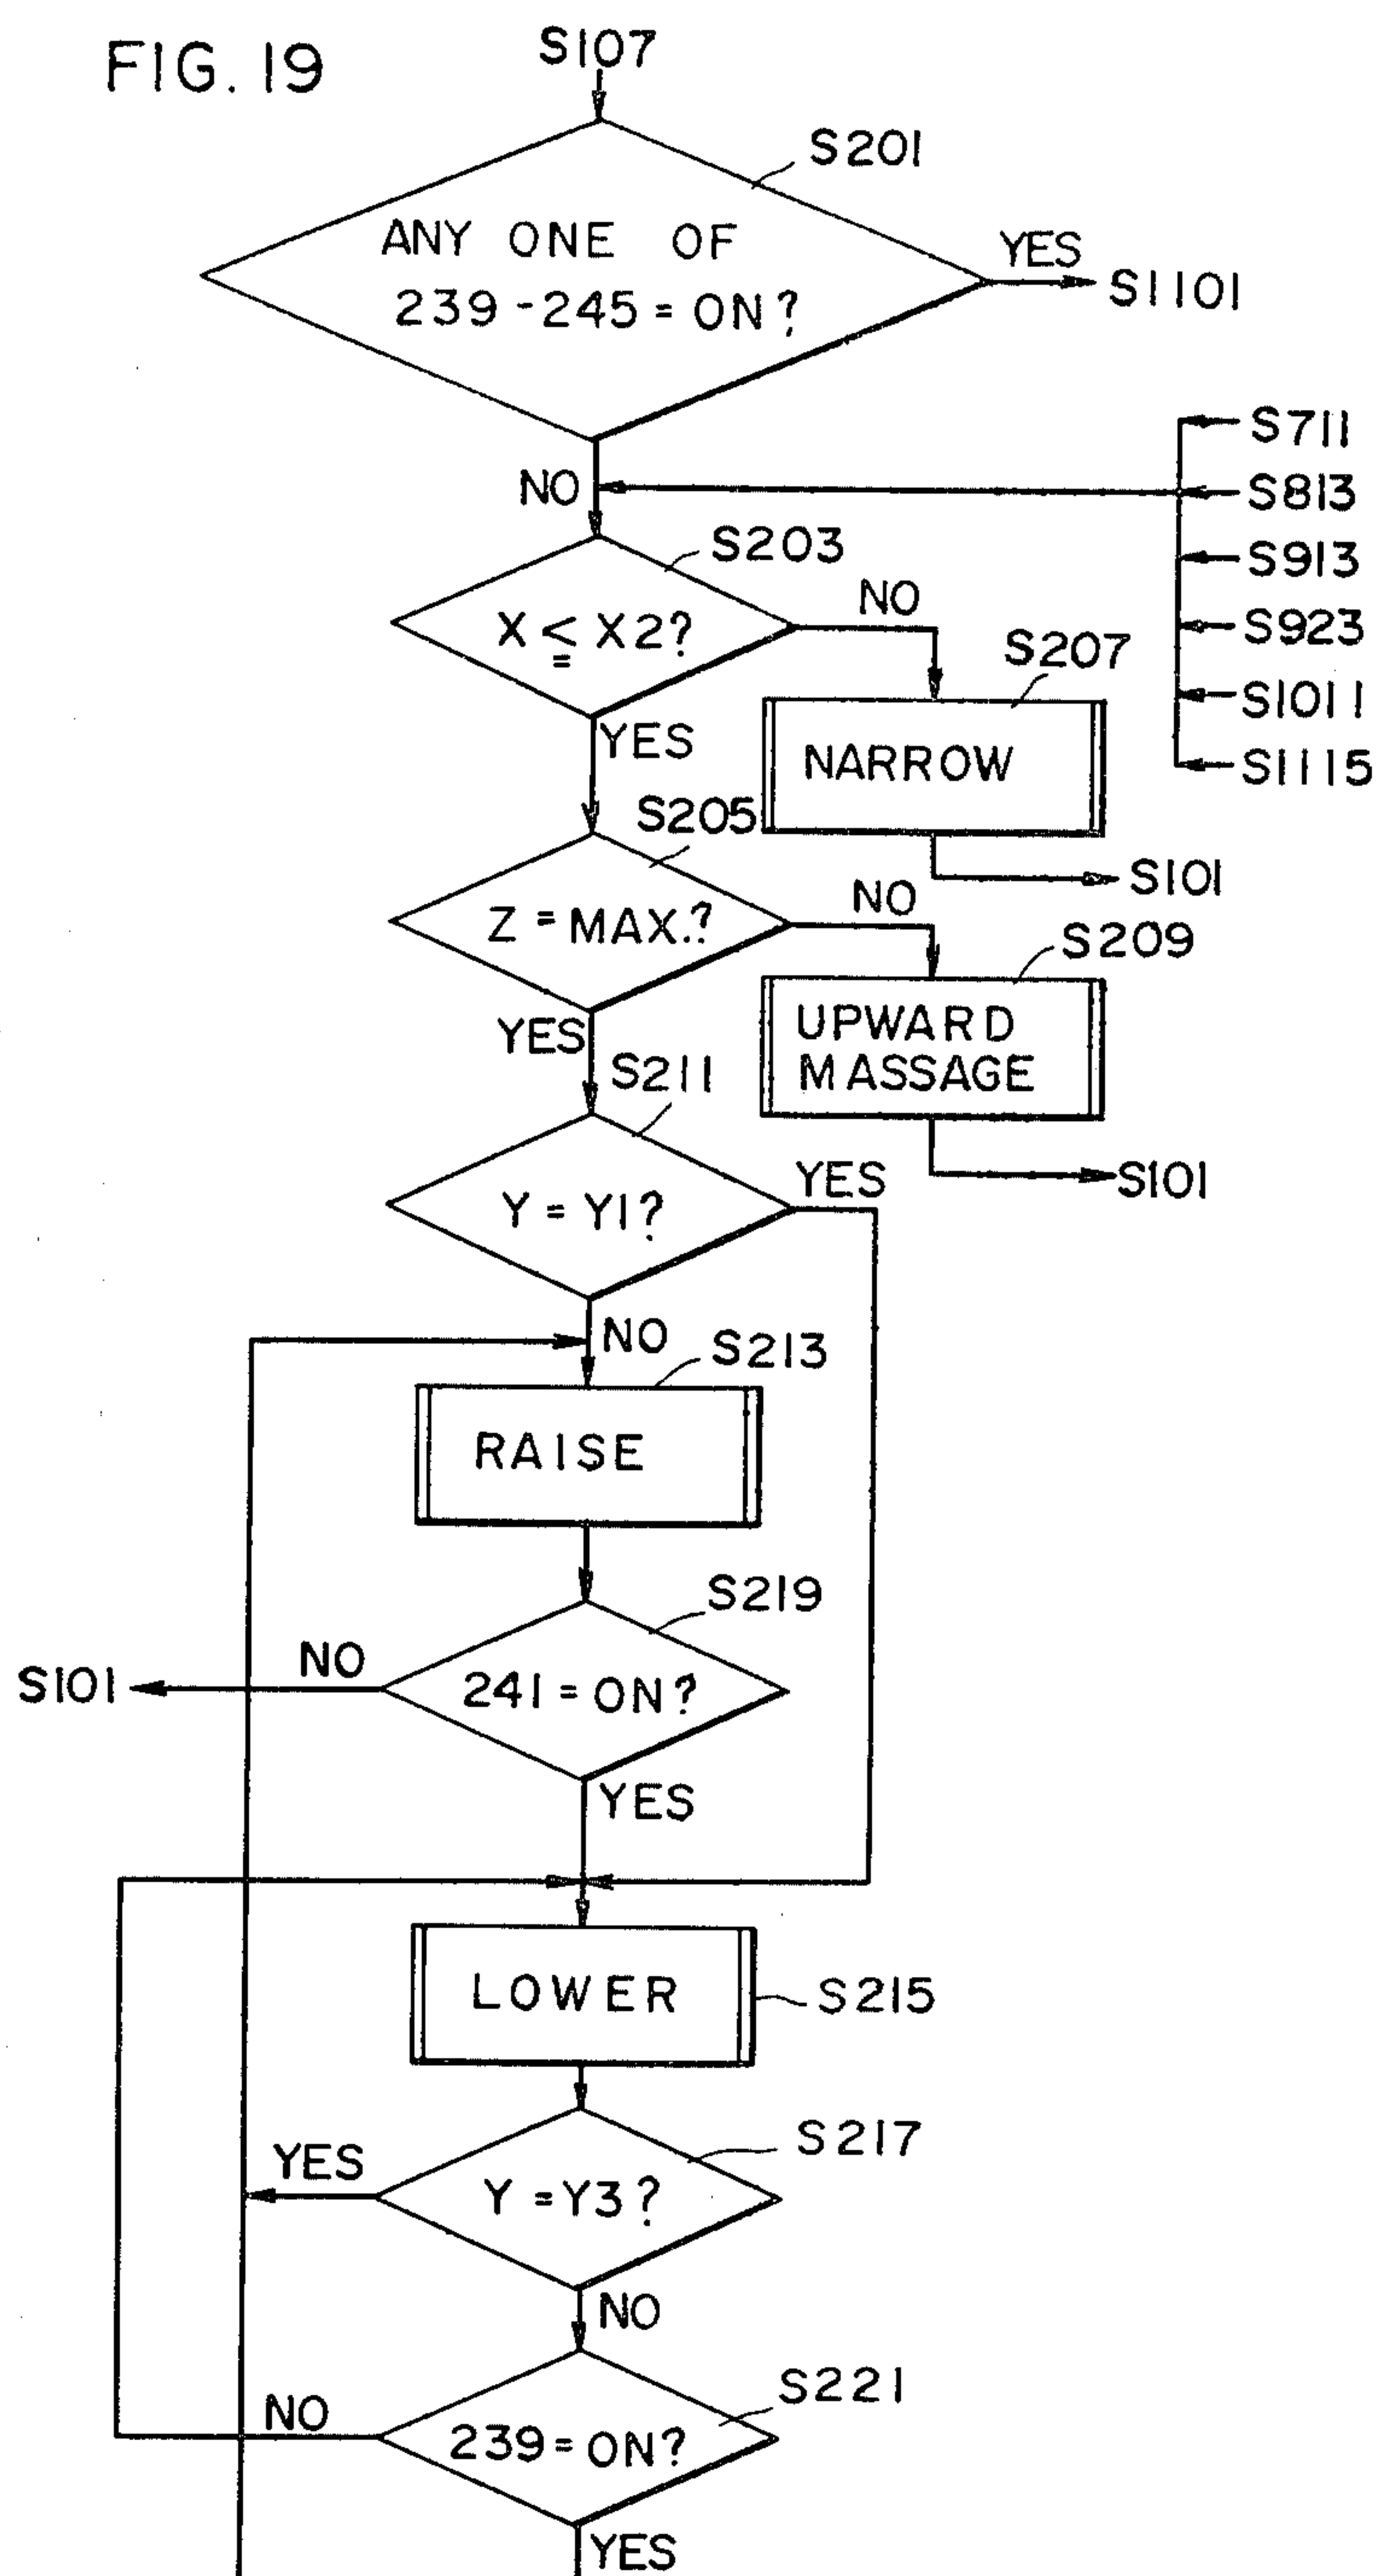 FIG. 19
S107
S201
ANY ONE OF
239-245=ON?
YES
S1101
NO
S711
S813
S913
S923
S1011
S1115
S203
X ≦ X2?
NO
S207
NARROW
S101
YES
S205
Z = MAX.?
NO
S209
UPWARD
MASSAGE
S101
YES
S211
Y = Y1?
YES
NO
S213
RAISE
S219
241 = ON?
NO
S101
YES
LOWER
S215
S217
Y = Y3?
YES
NO
S221
239 = ON?
NO
YES